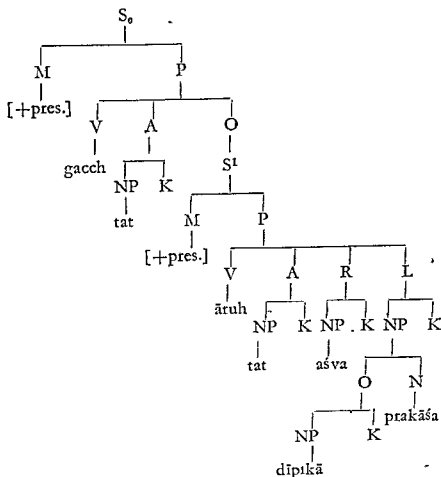 S₀
M P
[+pres.]
V A O
gacch S¹
NP K
tat M P
[+pres.]
V A R L
āruh
NP K NP K NP K
tat aśva
O N
prakāśa
NP K
dīpikā